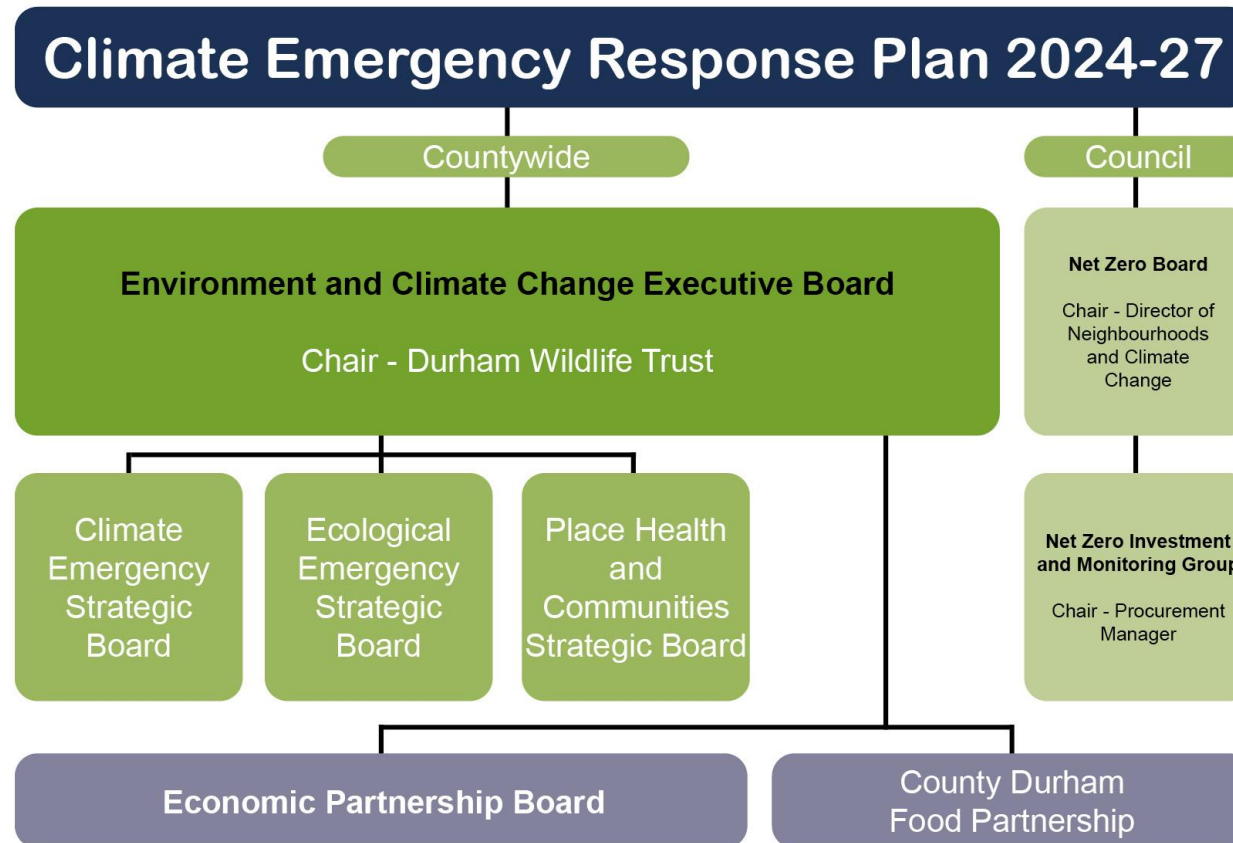 Climate Emergency Response Plan 2024-27
Countywide
Council
Environment and Climate Change Executive Board
Chair - Durham Wildlife Trust
Net Zero Board
Chair - Director of
Neighbourhoods
and Climate
Change
Climate
Emergency
Strategic
Board
Ecological
Emergency
Strategic
Board
Place Health
and
Communities
Strategic Board
Net Zero Investment
and Monitoring Group
Chair - Procurement
Manager
Economic Partnership Board
County Durham
Food Partnership